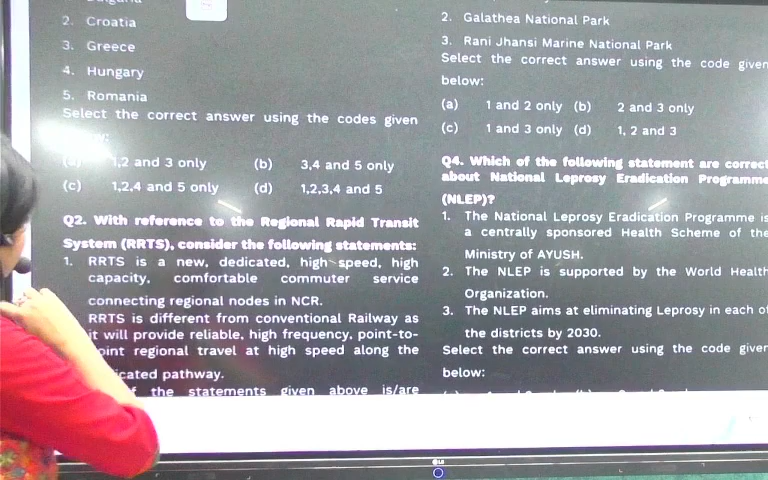 2. Croatia
3. Greece
4. Hungary
5. Romania
Select the correct answer using the codes given
1,2 and 3 only (b) 3,4 and 5 only
(c) 1,2,4 and 5 only (d) 1,2,3,4 and 5
Q2. With reference to the Regional Rapid Transit
System (RRTS), consider the following statements:
1. RRTS is a new, dedicated, high speed, high
capacity, comfortable commuter service
connecting regional nodes in NCR.
RRTS is different from conventional Railway as
it will provide reliable, high frequency, point-to-
regional travel at high speed along the
pathway.
the statements given above is/are
2. Galathea National Park
3. Rani Jhansi Marine National Park
Select the correct answer using the code given
below:
(a) 1 and 2 only (b) 2 and 3 only
(c) 1 and 3 only (d) 1, 2 and 3
Q4. Which of the following statement are correct
about National Leprosy Eradication Programme
(NLEP)?
1. The National Leprosy Eradication Programme is
a centrally sponsored Health Scheme of the
Ministry of AYUSH.
2. The NLEP is supported by the World Health
Organization.
3. The NLEP aims at eliminating Leprosy in each of
the districts by 2030.
Select the correct answer using the code given
below:
LG